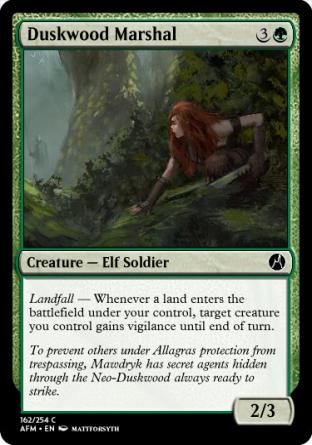 Duskwood Marshal 3
Creature — Elf Soldier
Landfall — Whenever a land enters the
battlefield under your control, target creature
you control gains vigilance until end of turn.
To prevent others under Allagras protection from
trespassing, Mawdryk has secret agents hidden
through the Neo-Duskwood always ready to
strike.
2/3
162/254 C
AFM • EN MATTFORSYTH